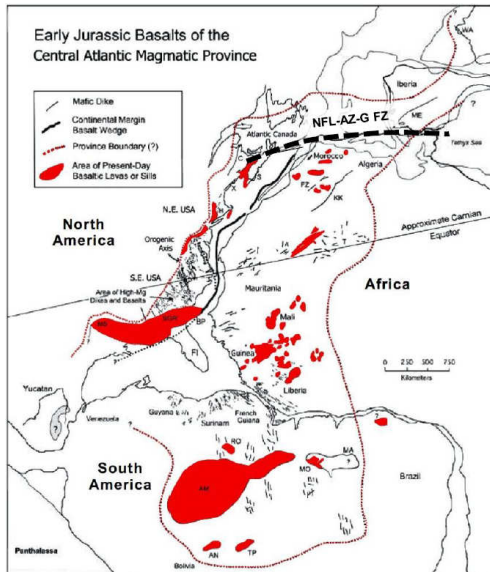 Early Jurassic Basalts of the
Central Atlantic Magmatic Province
Mafic Dike
Continental Margin
Basalt Wedge
Province Boundary (?)
Area of Present-Day
Basaltic Lavas or Sills
WA
Iberia
?
NFL-AZ-G FZ
ME
Atlantic Canada
Morocco
Algeria
FZ
KK
N.E. USA
North
America
Orogenic
Axis
Approximate Carnian
Equator
S.E. USA
Area of High-Mg
Dikes and Basalts
Mauritania
Africa
BP
Mali
FI
Guinea
0 250 500 750
Kilometers
Liberia
Yucatan
?
Venezuela
Guyana
Surinam
French
Guiana
?
?
RO
MA
?
South
America
AM
MO
Brazil
AN
TP
Bolivia
Panthalassa